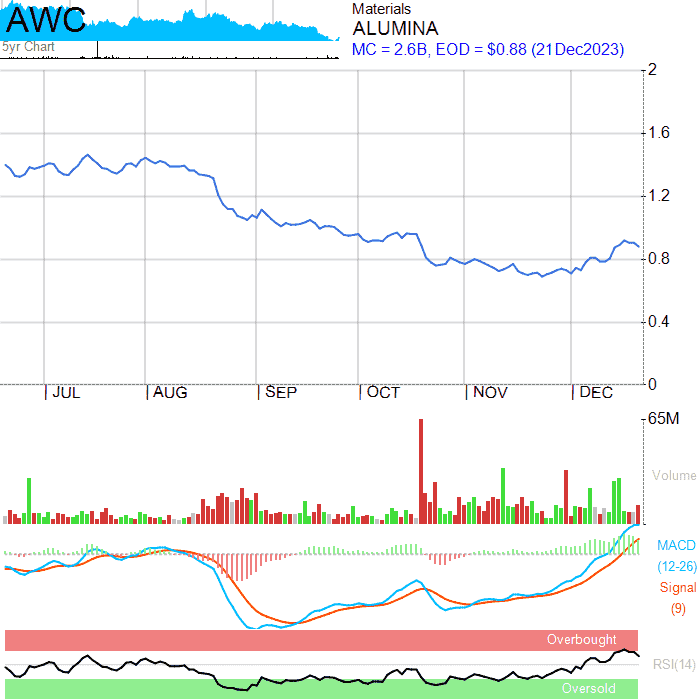 AWC
5yr Chart
Materials
ALUMINA
MC = 2.6B, EOD = $0.88 (21Dec2023)
2
1.6
1.2
0.8
0.4
0
JUL AUG SEP OCT NOV DEC
65M
Volume
MACD
(12-26)
Signal
(9)
Overbought
RSI(14)
Oversold